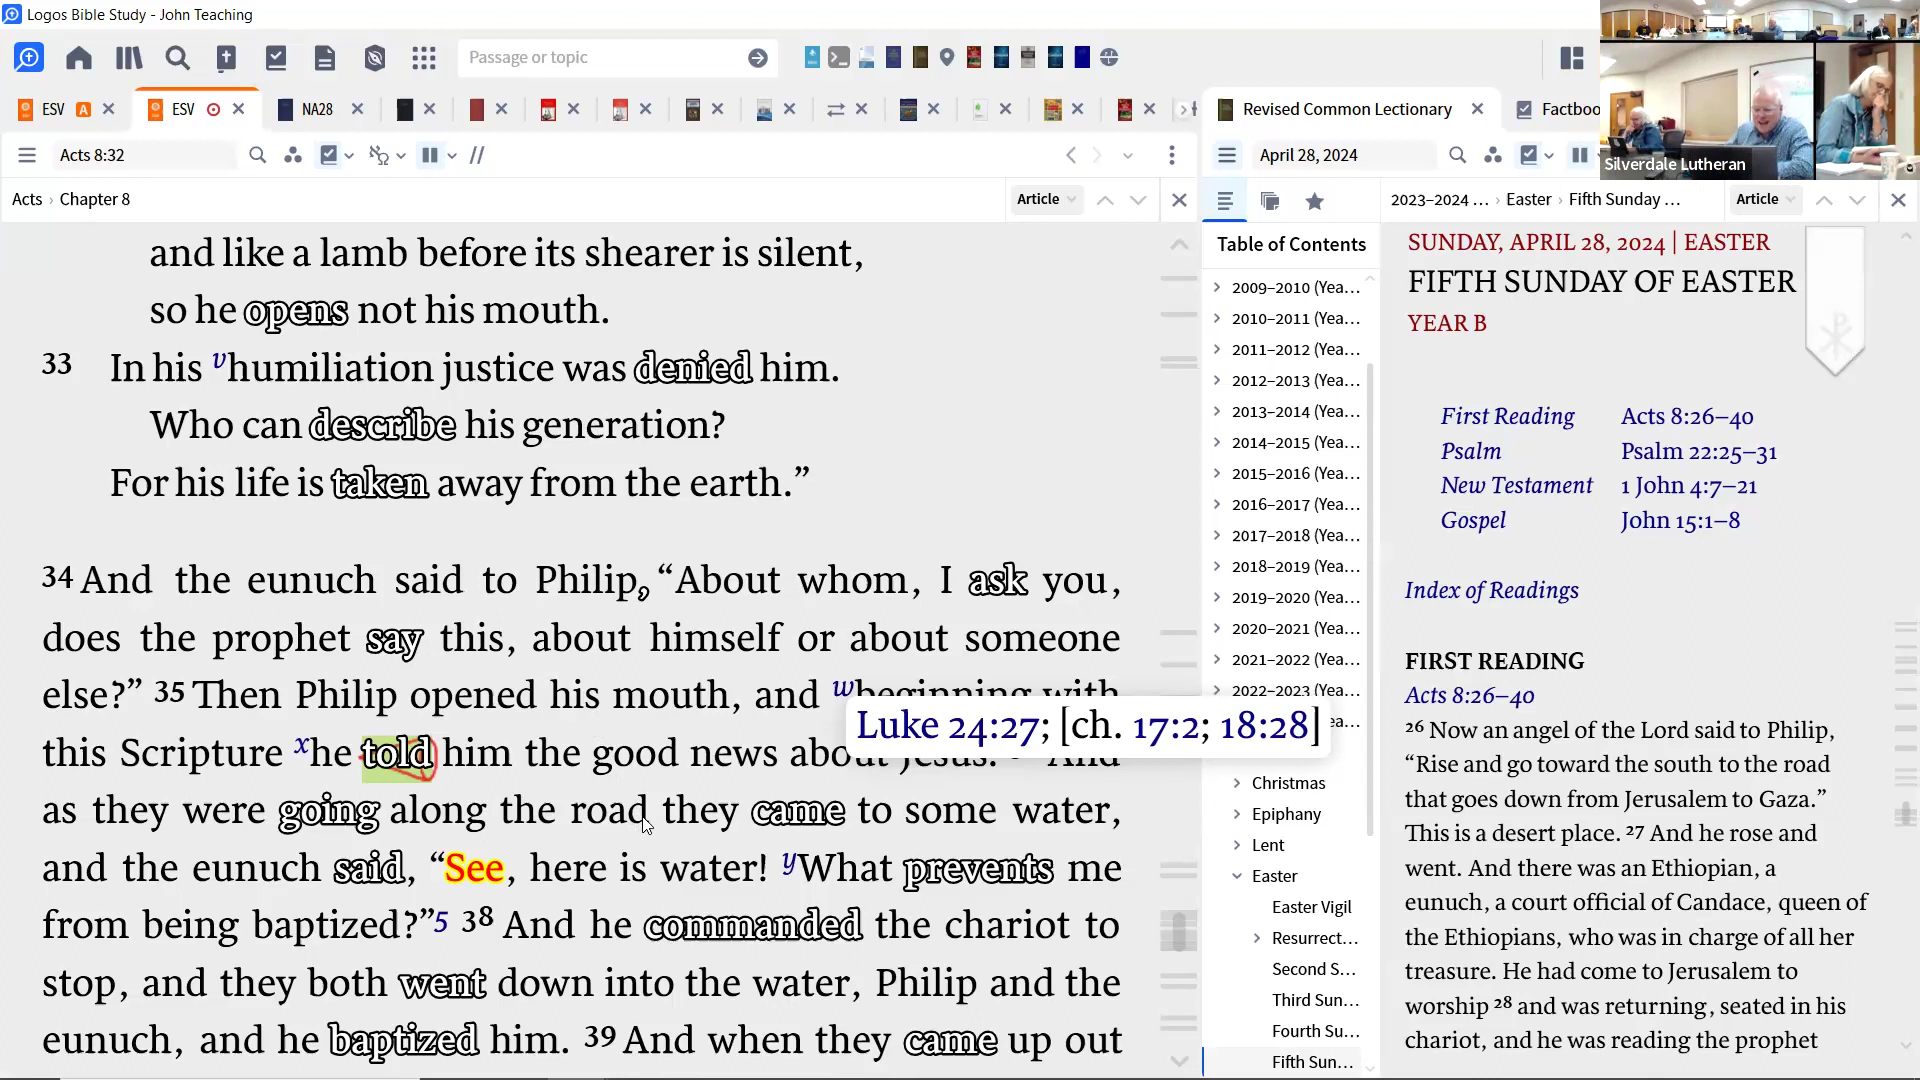 Logos Bible Study - John Teaching
Passage or topic
ESV A
ESV
NA28
Revised Common Lectionary
Factboo
Acts 8:32
April 28, 2024
Silverdale Lutheran
Acts › Chapter 8
Article
2023–2024 ... › Easter › Fifth Sunday ...
Article
and like a lamb before its shearer is silent,
so he opens not his mouth.
33 In his vhumiliation justice was denied him.
Who can describe his generation?
For his life is taken away from the earth.”
34 And the eunuch said to Philip, “About whom, I ask you,
does the prophet say this, about himself or about someone
else?” 35 Then Philip opened his mouth, and wbeginning with
this Scripture xhe told him the good news about Jesus. And
as they were going along the road they came to some water,
and the eunuch said, “See, here is water! yWhat prevents me
from being baptized?”5 38 And he commanded the chariot to
stop, and they both went down into the water, Philip and the
eunuch, and he baptized him. 39 And when they came up out
Luke 24:27; [ch. 17:2; 18:28]
Table of Contents
2009–2010 (Yea...
2010–2011 (Yea...
2011–2012 (Yea...
2012–2013 (Yea...
2013–2014 (Yea...
2014–2015 (Yea...
2015–2016 (Yea...
2016–2017 (Yea...
2017–2018 (Yea...
2018–2019 (Yea...
2019–2020 (Yea...
2020–2021 (Yea...
2021–2022 (Yea...
2022–2023 (Yea...
ea...
Christmas
Epiphany
Lent
Easter
Easter Vigil
Resurrect...
Second S...
Third Sun...
Fourth Su...
Fifth Sun...
SUNDAY, APRIL 28, 2024 | EASTER
FIFTH SUNDAY OF EASTER
YEAR B
First Reading Acts 8:26–40
Psalm Psalm 22:25–31
New Testament 1 John 4:7–21
Gospel John 15:1–8
Index of Readings
FIRST READING
Acts 8:26–40
26 Now an angel of the Lord said to Philip,
“Rise and go toward the south to the road
that goes down from Jerusalem to Gaza.”
This is a desert place. 27 And he rose and
went. And there was an Ethiopian, a
eunuch, a court official of Candace, queen of
the Ethiopians, who was in charge of all her
treasure. He had come to Jerusalem to
worship 28 and was returning, seated in his
chariot, and he was reading the prophet